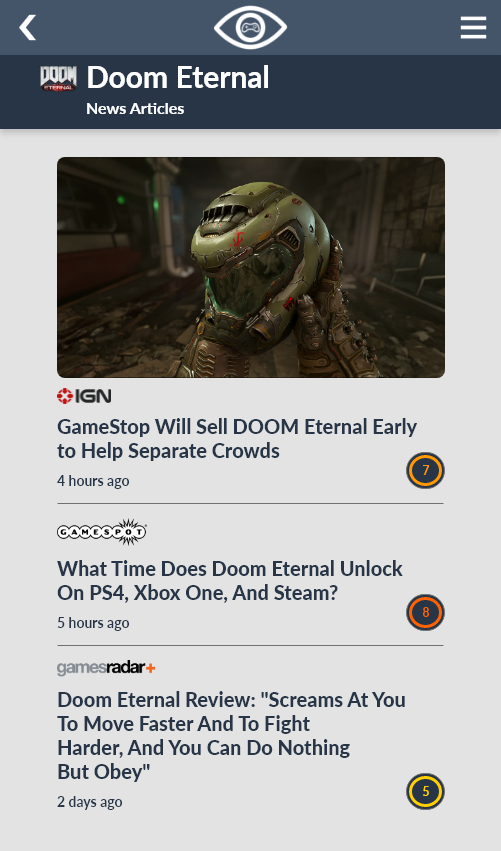 DOOM
ETERNAL
Doom Eternal
News Articles
IGN
GameStop Will Sell DOOM Eternal Early
to Help Separate Crowds
4 hours ago
7
GAMESPOT
What Time Does Doom Eternal Unlock
On PS4, Xbox One, And Steam?
5 hours ago
8
gamesradar+
Doom Eternal Review: "Screams At You
To Move Faster And To Fight
Harder, And You Can Do Nothing
But Obey"
2 days ago
5